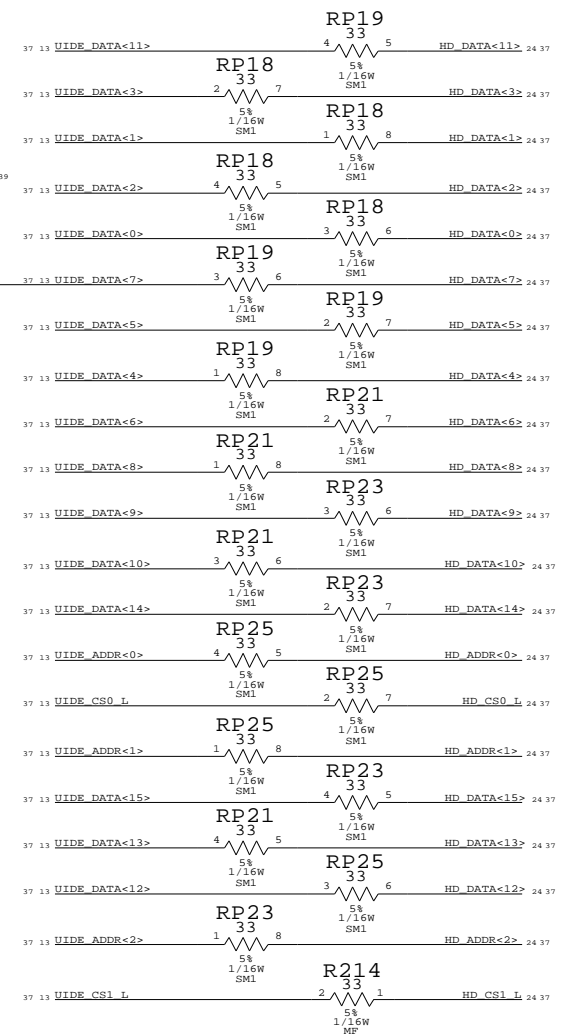 RP19
33
37 13 UIDE_DATA<11> 4 5 HD_DATA<11> 24 37
5%
1/16W
SM1
RP18
33
37 13 UIDE_DATA<3> 2 7 HD_DATA<3> 24 37
5%
1/16W
SM1
RP18
33
37 13 UIDE_DATA<1> 1 8 HD_DATA<1> 24 37
5%
1/16W
SM1
RP18
33
39
37 13 UIDE_DATA<2> 4 5 HD_DATA<2> 24 37
5%
1/16W
SM1
RP18
33
37 13 UIDE_DATA<0> 3 6 HD_DATA<0> 24 37
5%
1/16W
SM1
RP19
33
37 13 UIDE_DATA<7> 3 6 HD_DATA<7> 24 37
5%
1/16W
SM1
RP19
33
37 13 UIDE_DATA<5> 2 7 HD_DATA<5> 24 37
5%
1/16W
SM1
RP19
33
37 13 UIDE_DATA<4> 1 8 HD_DATA<4> 24 37
5%
1/16W
SM1
RP21
33
37 13 UIDE_DATA<6> 2 7 HD_DATA<6> 24 37
5%
1/16W
SM1
RP21
33
37 13 UIDE_DATA<8> 1 8 HD_DATA<8> 24 37
5%
1/16W
SM1
RP23
33
37 13 UIDE_DATA<9> 3 6 HD_DATA<9> 24 37
5%
1/16W
SM1
RP21
33
37 13 UIDE_DATA<10> 3 6 HD_DATA<10> 24 37
5%
1/16W
SM1
RP23
33
37 13 UIDE_DATA<14> 2 7 HD_DATA<14> 24 37
5%
1/16W
SM1
RP25
33
37 13 UIDE_ADDR<0> 4 5 HD_ADDR<0> 24 37
5%
1/16W
SM1
RP25
33
37 13 UIDE_CS0_L 2 7 HD_CS0_L 24 37
5%
1/16W
SM1
RP25
33
37 13 UIDE_ADDR<1> 1 8 HD_ADDR<1> 24 37
5%
1/16W
SM1
RP23
33
37 13 UIDE_DATA<15> 4 5 HD_DATA<15> 24 37
5%
1/16W
SM1
RP21
33
37 13 UIDE_DATA<13> 4 5 HD_DATA<13> 24 37
5%
1/16W
SM1
RP25
33
37 13 UIDE_DATA<12> 3 6 HD_DATA<12> 24 37
5%
1/16W
SM1
RP23
33
37 13 UIDE_ADDR<2> 1 8 HD_ADDR<2> 24 37
5%
1/16W
SM1
R214
33
37 13 UIDE_CS1_L 2 1 HD_CS1_L 24 37
5%
1/16W
MF